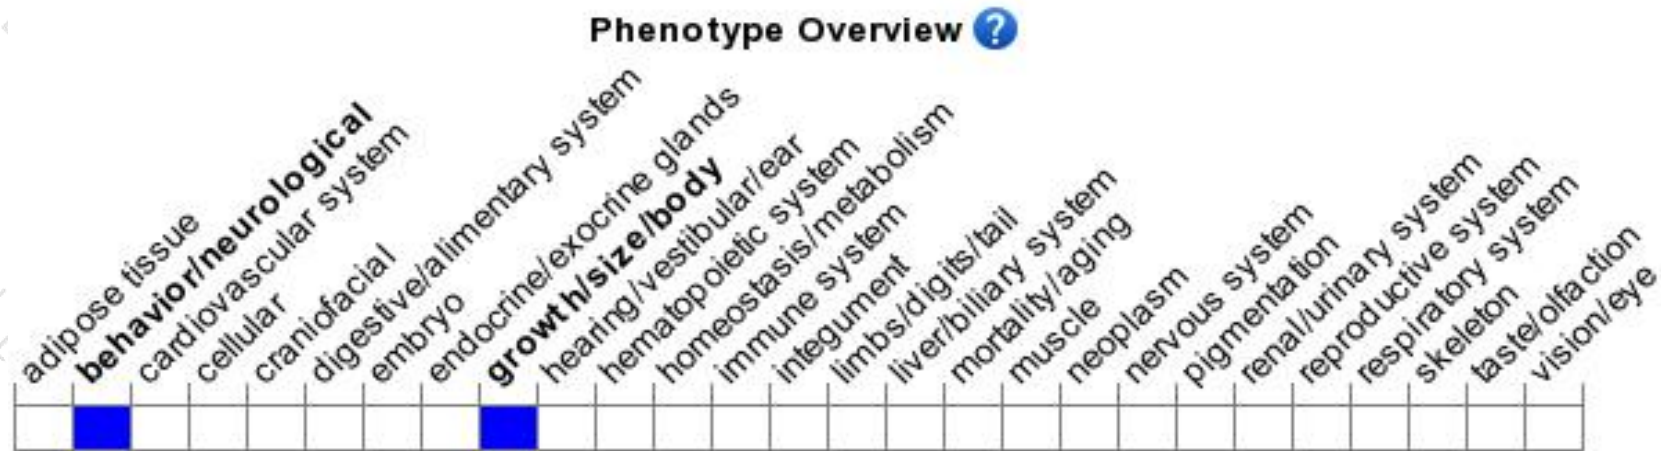 Phenotype Overview ?
adipose tissue
behavior/neurological
cardiovascular system
cellular
craniofacial
digestive/alimentary system
embryo
endocrine/exocrine glands
growth/size/body
hearing/vestibular/ear
hematopoietic system
homeostasis/metabolism
immune system
integument
limbs/digits/tail
liver/biliary system
mortality/aging
muscle
neoplasm
nervous system
pigmentation
renal/urinary system
reproductive system
respiratory system
skeleton
taste/olfaction
vision/eye